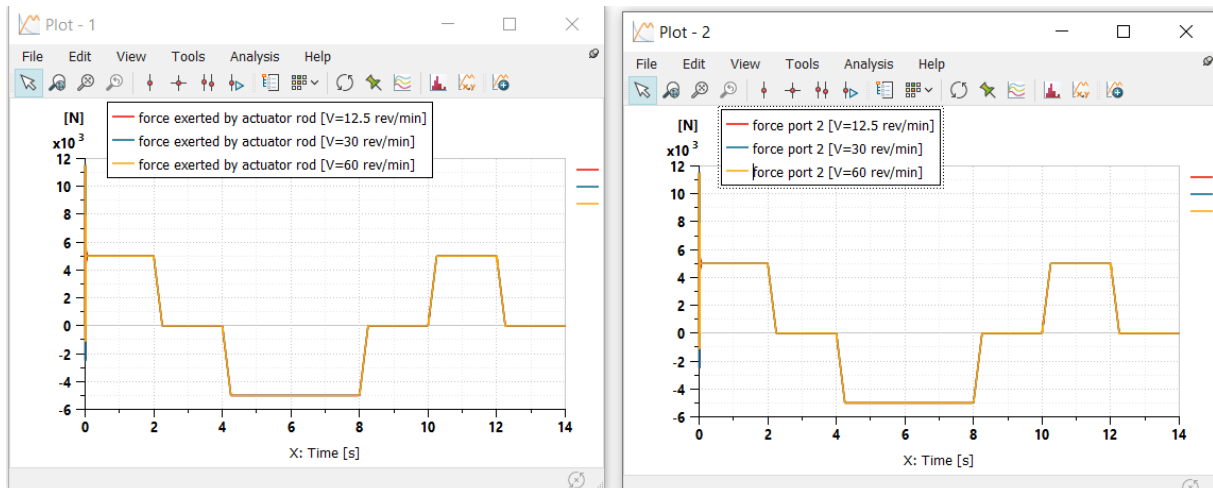 Plot - 1
File Edit View Tools Analysis Help
[N]
x10 3
force exerted by actuator rod [V=12.5 rev/min]
force exerted by actuator rod [V=30 rev/min]
force exerted by actuator rod [V=60 rev/min]
12
10
8
6
4
2
0
-2
-4
-6
0 2 4 6 8 10 12 14
X: Time [s]
Plot - 2
File Edit View Tools Analysis Help
[N]
x10 3
force port 2 [V=12.5 rev/min]
force port 2 [V=30 rev/min]
force port 2 [V=60 rev/min]
12
10
8
6
4
2
0
-2
-4
-6
0 2 4 6 8 10 12 14
X: Time [s]